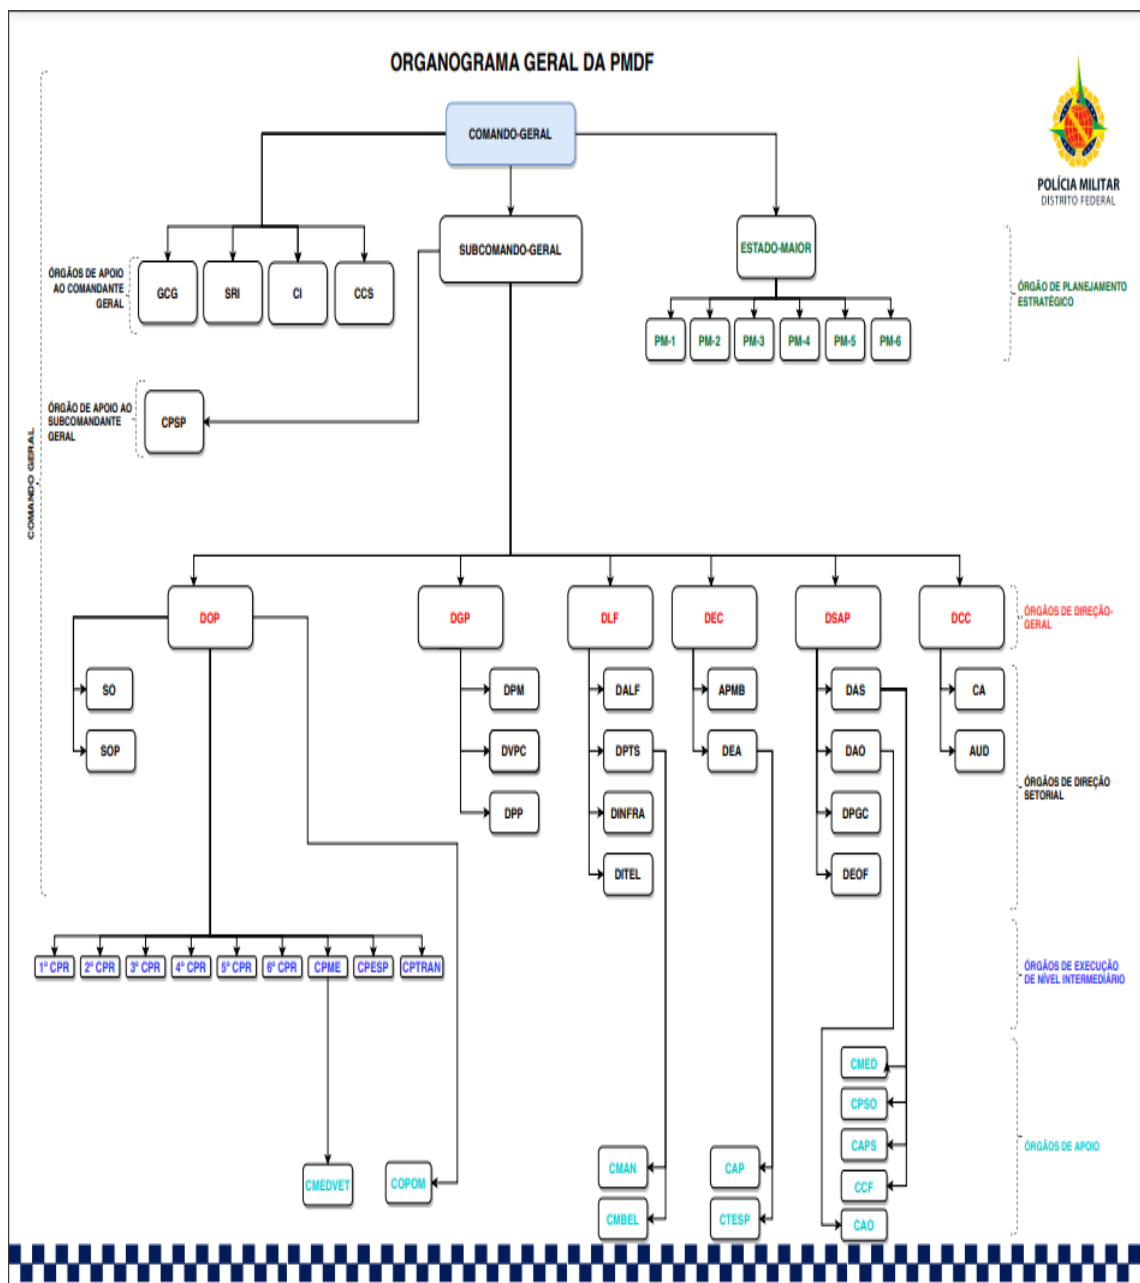 ORGANOGRAMA GERAL DA PMDF
COMANDO-GERAL
POLÍCIA MILITAR
DISTRITO FEDERAL
SUBCOMANDO-GERAL
ESTADO-MAIOR
ÓRGÃOS DE APOIO
AO COMANDANTE
GERAL
GCG
SRI
CI
CCS
ÓRGÃO DE PLANEJAMENTO
ESTRATÉGICO
PM-1
PM-2
PM-3
PM-4
PM-5
PM-6
ÓRGÃO DE APOIO AO
SUBCOMANDANTE
GERAL
CPSP
COMANDO GERAL
DOP
DGP
DLF
DEC
DSAP
DCC
ÓRGÃOS DE DIREÇÃO-
GERAL
SO
DPM
DALF
APMB
DAS
CA
SOP
DVPC
DPTS
DEA
DAO
AUD
ÓRGÃOS DE DIREÇÃO
SETORIAL
DPP
DINFRA
DPGC
DITEL
DEOF
1º CPR
2º CPR
3º CPR
4º CPR
5º CPR
6º CPR
CPME
CPESP
CPTRAN
ÓRGÃOS DE EXECUÇÃO
DE NÍVEL INTERMEDIÁRIO
CMED
CPSO
CAPS
ÓRGÃOS DE APOIO
CMEDVET
COPOM
CMAN
CAP
CCF
CMBEL
CTESP
CAO